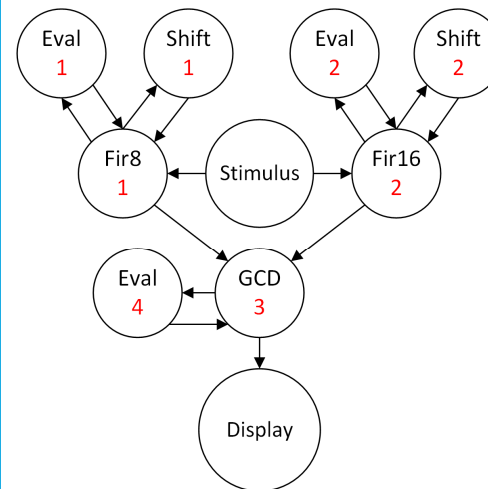 Eval
1
Shift
1
Eval
2
Shift
2
Fir8
1
Stimulus
Fir16
2
Eval
4
GCD
3
Display